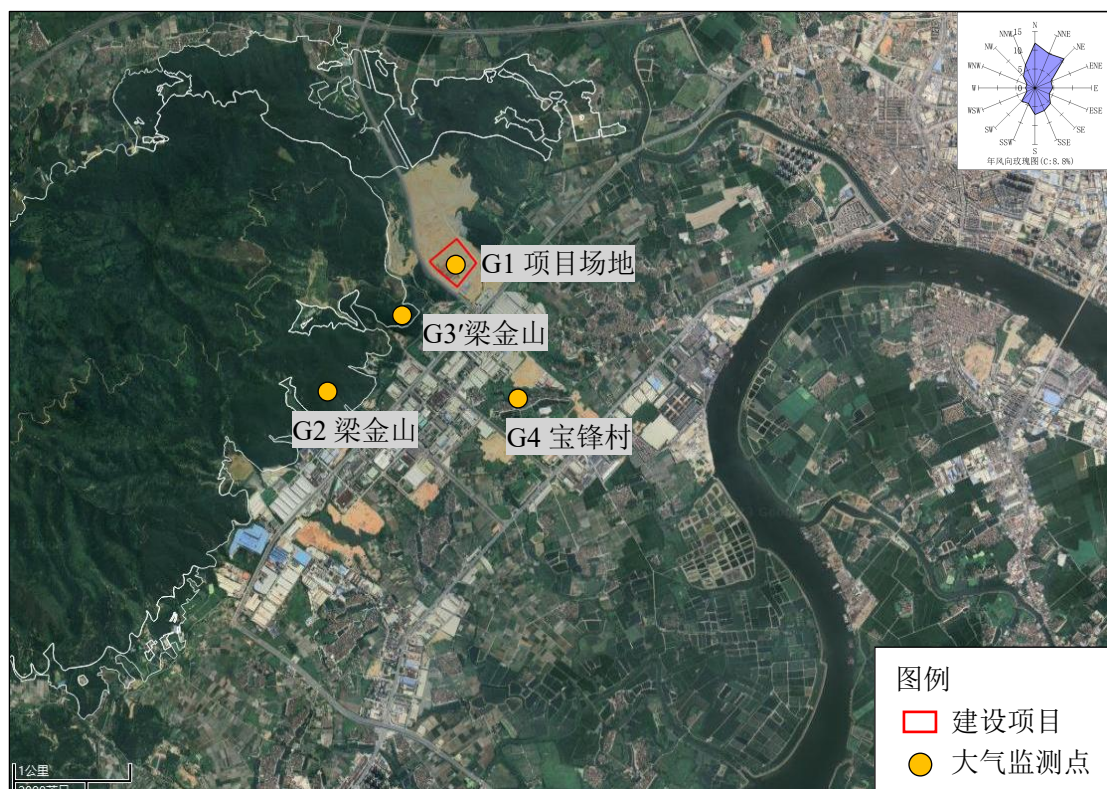 N
NNE
NE
ENE
E
ESE
SE
SSE
S
SSW
SW
WSW
W
WNW
NW
NNW
15
10
5
0
年风向玫瑰图(C:8.8%)
G1 项目场地
G3′梁金山
G2 梁金山
G4 宝锋村
图例
建设项目
大气监测点
1公里